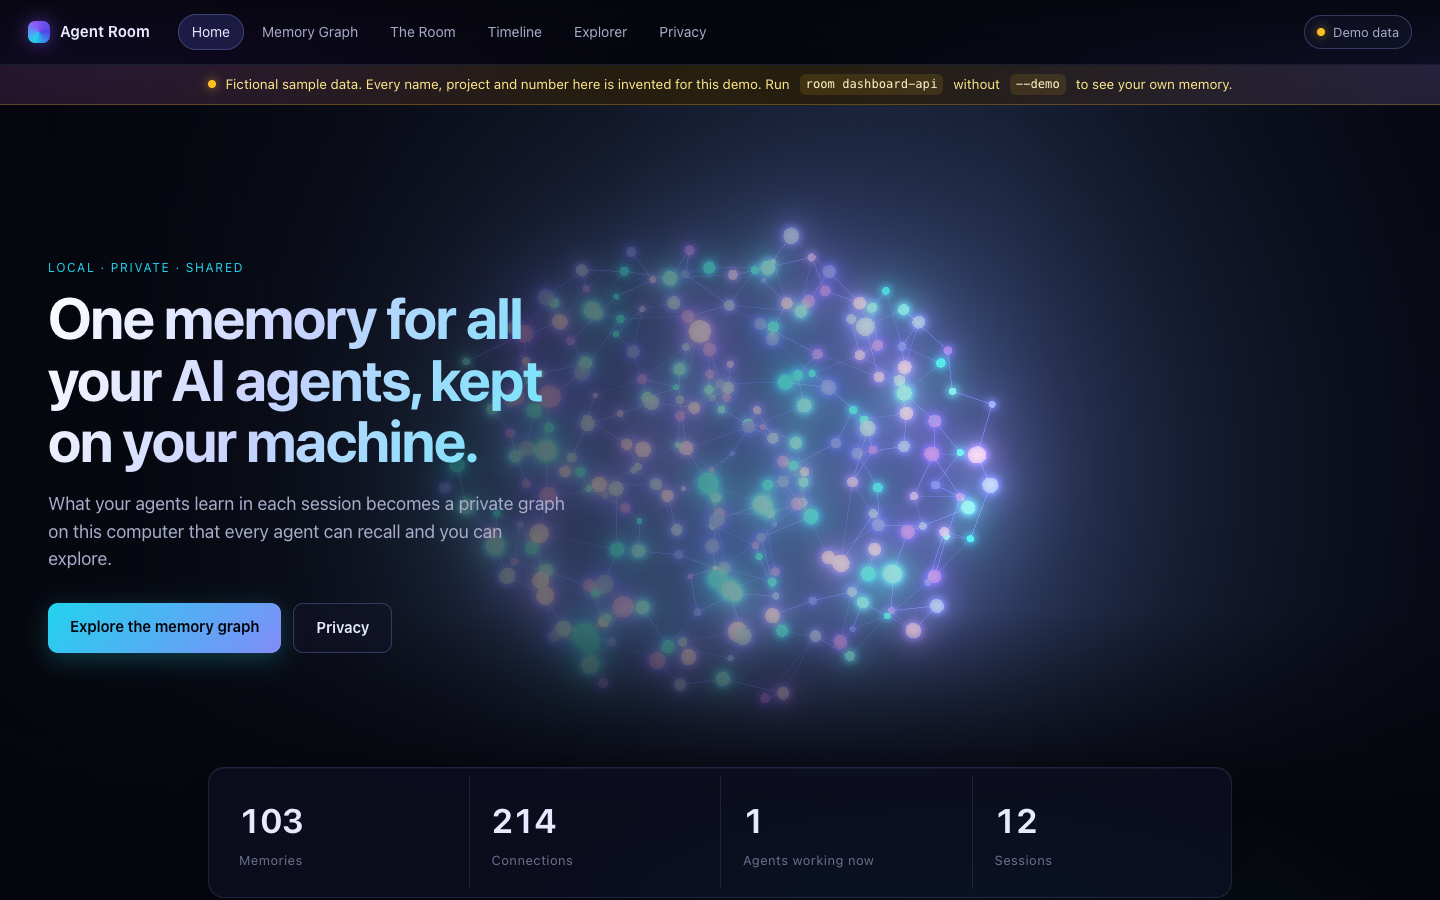 Agent Room
Home
Memory Graph
The Room
Timeline
Explorer
Privacy
Demo data
Fictional sample data. Every name, project and number here is invented for this demo. Run room dashboard-api without --demo to see your own memory.
LOCAL · PRIVATE · SHARED
One memory for all
your AI agents, kept
on your machine.
What your agents learn in each session becomes a private graph
on this computer that every agent can recall and you can
explore.
Explore the memory graph
Privacy
103
Memories
214
Connections
1
Agents working now
12
Sessions